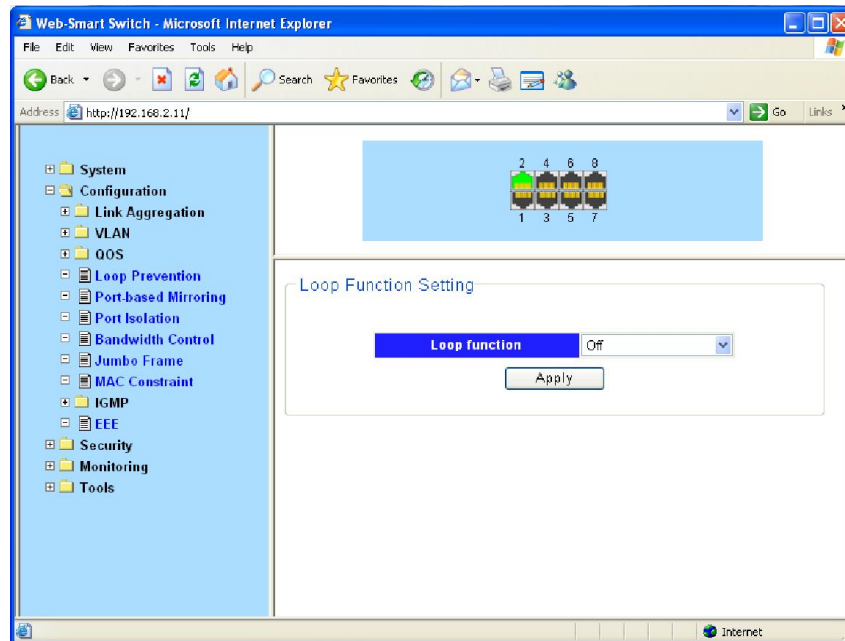 Web-Smart Switch - Microsoft Internet Explorer
File Edit View Favorites Tools Help
Back Search Favorites
Address http://192.168.2.11/ Go Links
System
Configuration
Link Aggregation
VLAN
QOS
Loop Prevention
Port-based Mirroring
Port Isolation
Bandwidth Control
Jumbo Frame
MAC Constraint
IGMP
EEE
Security
Monitoring
Tools
2 4 6 8
1 3 5 7
Loop Function Setting
Loop function Off
Apply
Internet